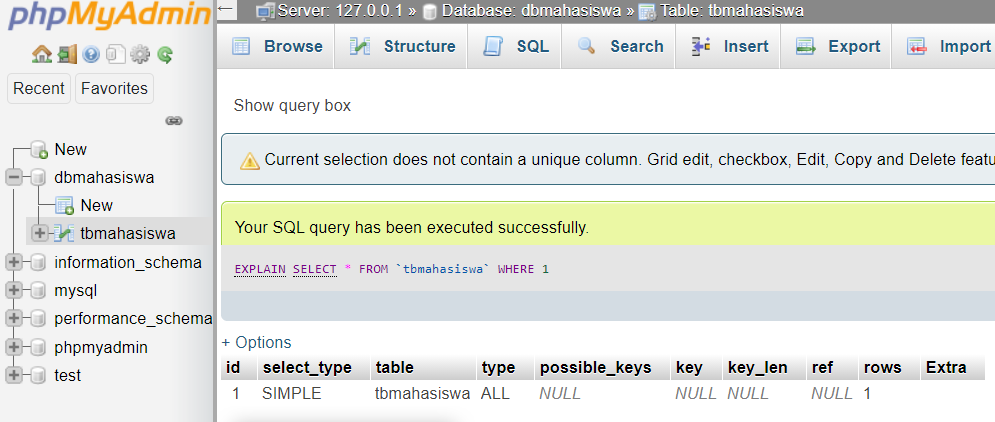 phpMyAdmin
Recent Favorites
New
dbmahasiswa
New
tbmahasiswa
information_schema
mysql
performance_schema
phpmyadmin
test
Server: 127.0.0.1 » Database: dbmahasiswa » Table: tbmahasiswa
Browse Structure SQL Search Insert Export Import
Show query box
Current selection does not contain a unique column. Grid edit, checkbox, Edit, Copy and Delete featu
Your SQL query has been executed successfully.
EXPLAIN SELECT * FROM `tbmahasiswa` WHERE 1
+ Options
id select_type table type possible_keys key key_len ref rows Extra
1 SIMPLE tbmahasiswa ALL NULL NULL NULL NULL 1